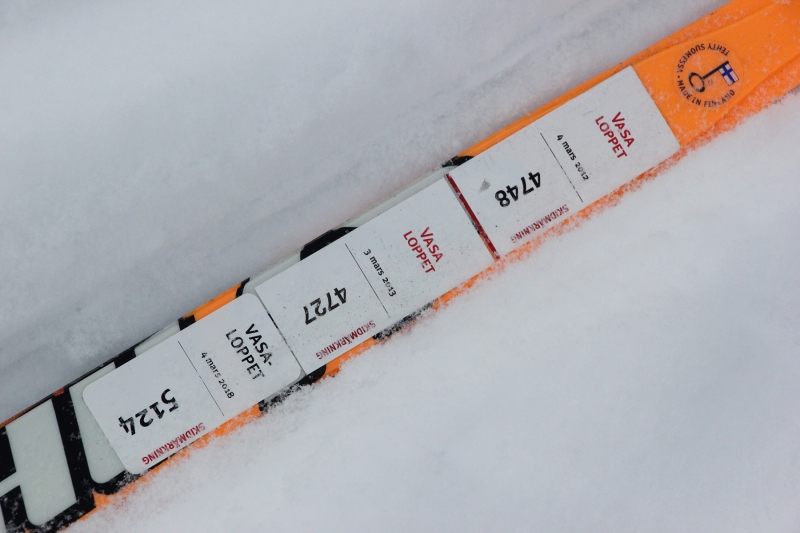 TEHTY SUOMESSA • MADE IN FINLAND
VASA
LOPPET
4 mars 2012
4748
SKIDMÄRKNING
VASA
LOPPET
3 mars 2013
4727
SKIDMÄRKNING
VASA-
LOPPET
4 mars 2018
5124
SKIDMÄRKNING